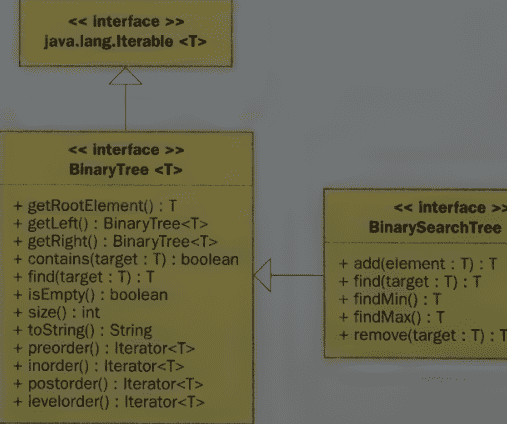 << interface >>
java.lang.Iterable <T>
<< interface >>
BinaryTree <T>
+ getRootElement() : T
+ getLeft() : BinaryTree<T>
+ getRight() : BinaryTree<T>
+ contains(target : T) : boolean
+ find(target : T) : T
+ isEmpty() : boolean
+ size() : int
+ toString() : String
+ preorder() : Iterator<T>
+ inorder() : Iterator<T>
+ postorder() : Iterator<T>
+ levelorder() : Iterator<T>
<< interface >>
BinarySearchTree
+ add(element : T) : T
+ find(target : T) : T
+ findMin() : T
+ findMax() : T
+ remove(target : T) : T